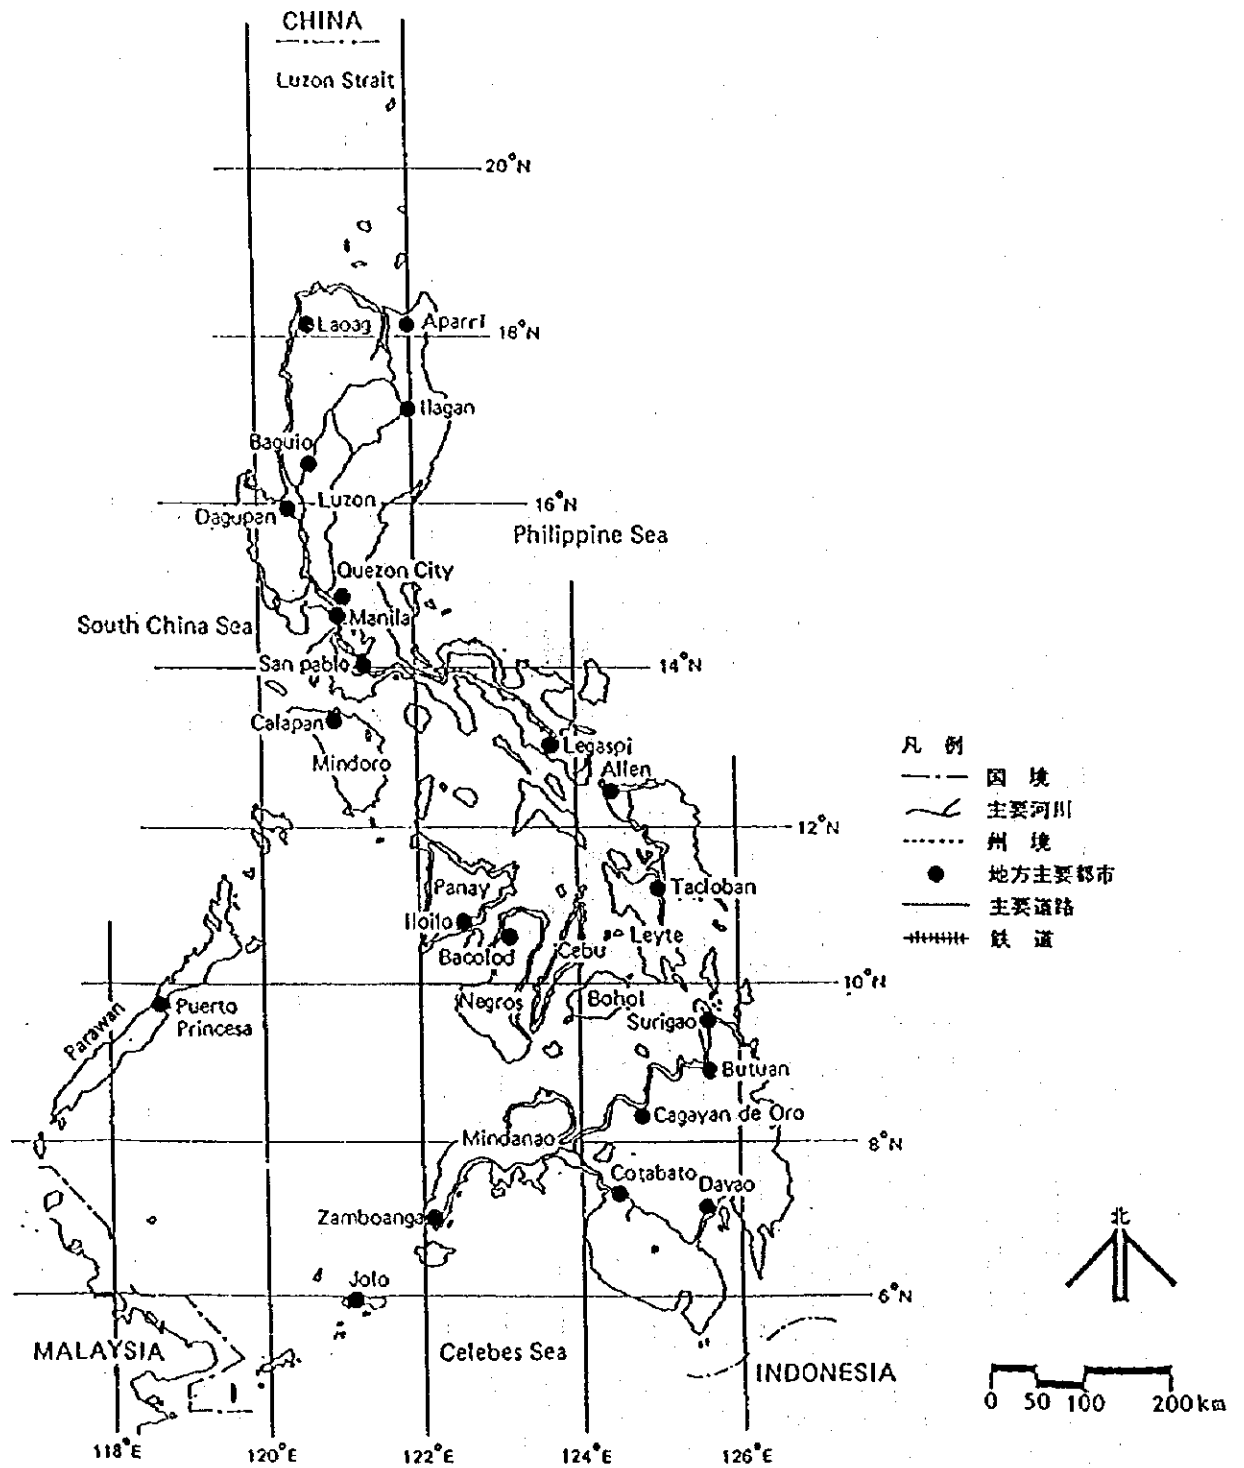 CHINA
Luzon Strait
20°N
Laoag
Aparri
18°N
Ilagan
Baguio
Luzon
16°N
Dagupan
Philippine Sea
Quezon City
South China Sea
Manila
San pablo
14°N
Calapan
Legaspi
Mindoro
Allen
凡 例
国 境
主要河川
12°N
州 境
地方主要都市
Panay
Tacloban
主要道路
Iloilo
Leyte
鉄 道
Bacolod
Cebu
10°N
Negros
Bohol
Parawan
Puerto
Princesa
Surigao
Butuan
Cagayan de Oro
Mindanao
8°N
Cotabato
Davao
Zamboanga
北
Jolo
6°N
MALAYSIA
Celebes Sea
INDONESIA
0 50 100 200km
118°E 120°E 122°E 124°E 126°E